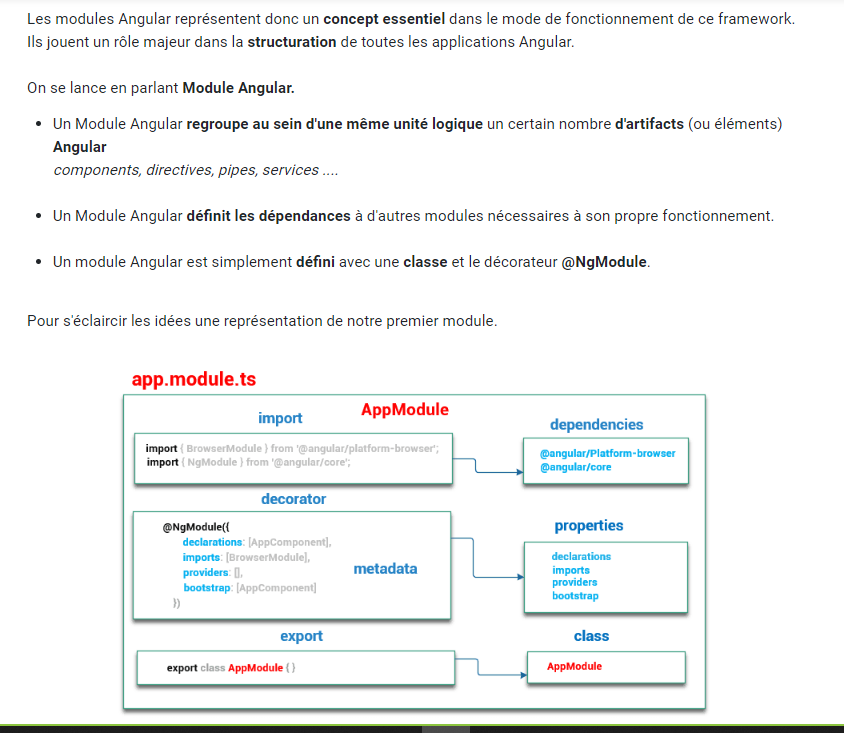 Les modules Angular représentent donc un concept essentiel dans le mode de fonctionnement de ce framework.
Ils jouent un rôle majeur dans la structuration de toutes les applications Angular.
On se lance en parlant Module Angular.
• Un Module Angular regroupe au sein d'une même unité logique un certain nombre d'artifacts (ou éléments)
Angular
components, directives, pipes, services ....
• Un Module Angular définit les dépendances à d'autres modules nécessaires à son propre fonctionnement.
• Un module Angular est simplement défini avec une classe et le décorateur @NgModule.
Pour s'éclaircir les idées une représentation de notre premier module.
app.module.ts
AppModule
import
import { BrowserModule } from '@angular/platform-browser';
import { NgModule } from '@angular/core';
dependencies
@angular/Platform-browser
@angular/core
decorator
@NgModule({
declarations: [AppComponent],
imports: [BrowserModule],
providers: [],
bootstrap: [AppComponent]
})
metadata
properties
declarations
imports
providers
bootstrap
export
export class AppModule { }
class
AppModule